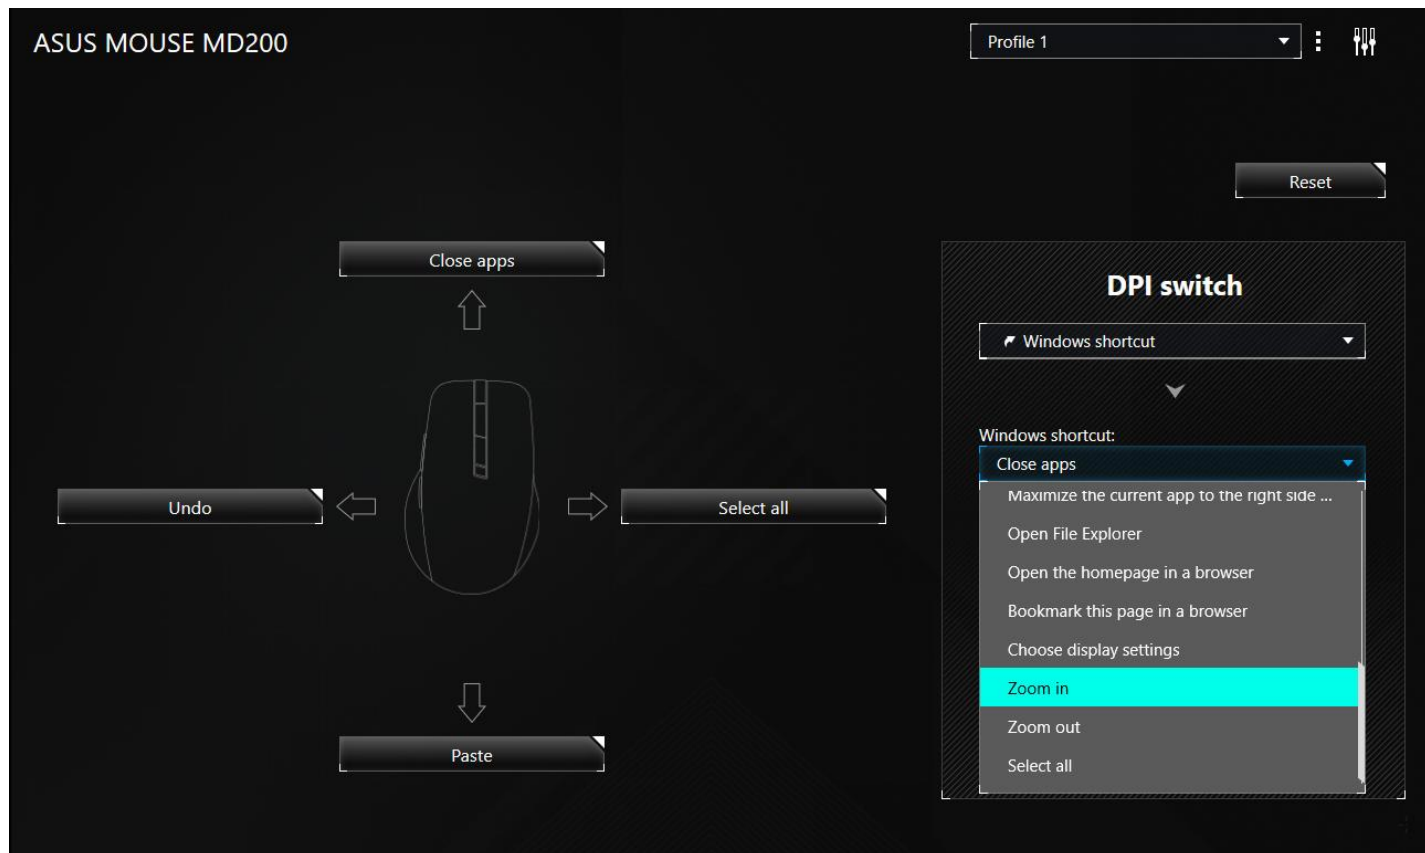 ASUS MOUSE MD200
Profile 1
Reset
Close apps
DPI switch
Windows shortcut
Windows shortcut:
Close apps
Maximize the current app to the right side ...
Undo
Select all
Open File Explorer
Open the homepage in a browser
Bookmark this page in a browser
Choose display settings
Zoom in
Zoom out
Paste
Select all